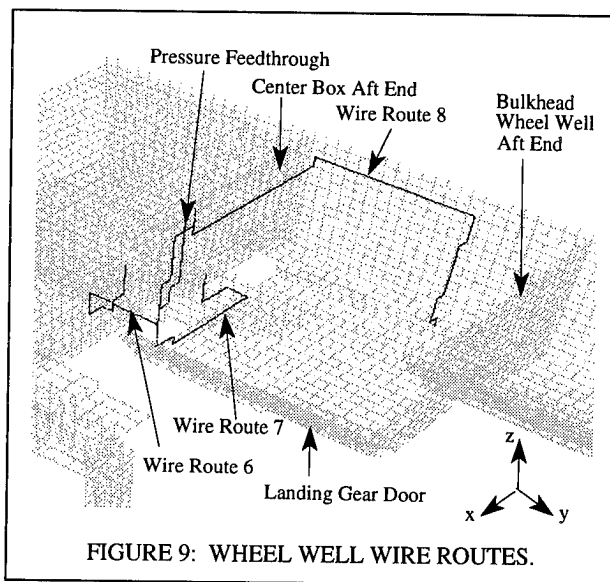 Pressure Feedthrough
Center Box Aft End
Wire Route 8
Bulkhead
Wheel Well
Aft End
Wire Route 7
Wire Route 6
Landing Gear Door
z
x
y
FIGURE 9: WHEEL WELL WIRE ROUTES.